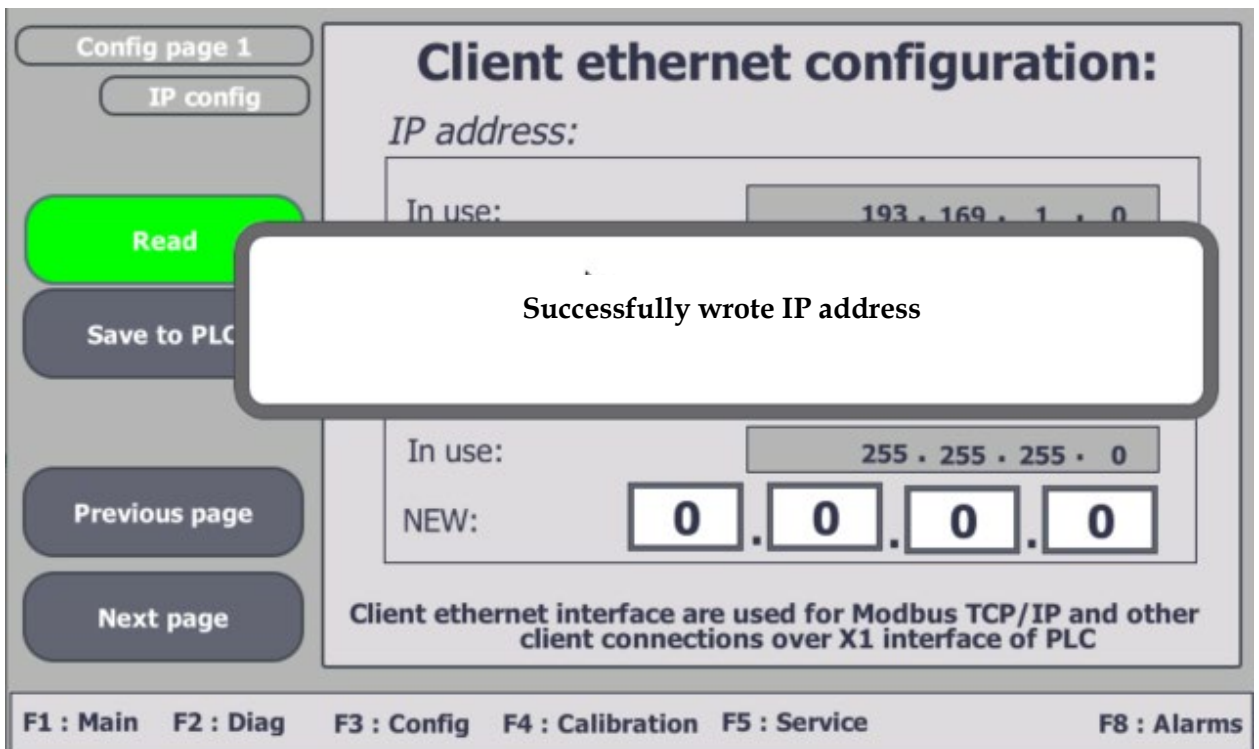 Config page 1
IP config
Client ethernet configuration:
IP address:
In use: 193 . 169 . 1 . 0
Read
Successfully wrote IP address
Save to PLC
In use: 255 . 255 . 255 . 0
NEW: 0 . 0 . 0 . 0
Previous page
Next page
Client ethernet interface are used for Modbus TCP/IP and other
client connections over X1 interface of PLC
F1 : Main F2 : Diag F3 : Config F4 : Calibration F5 : Service F8 : Alarms